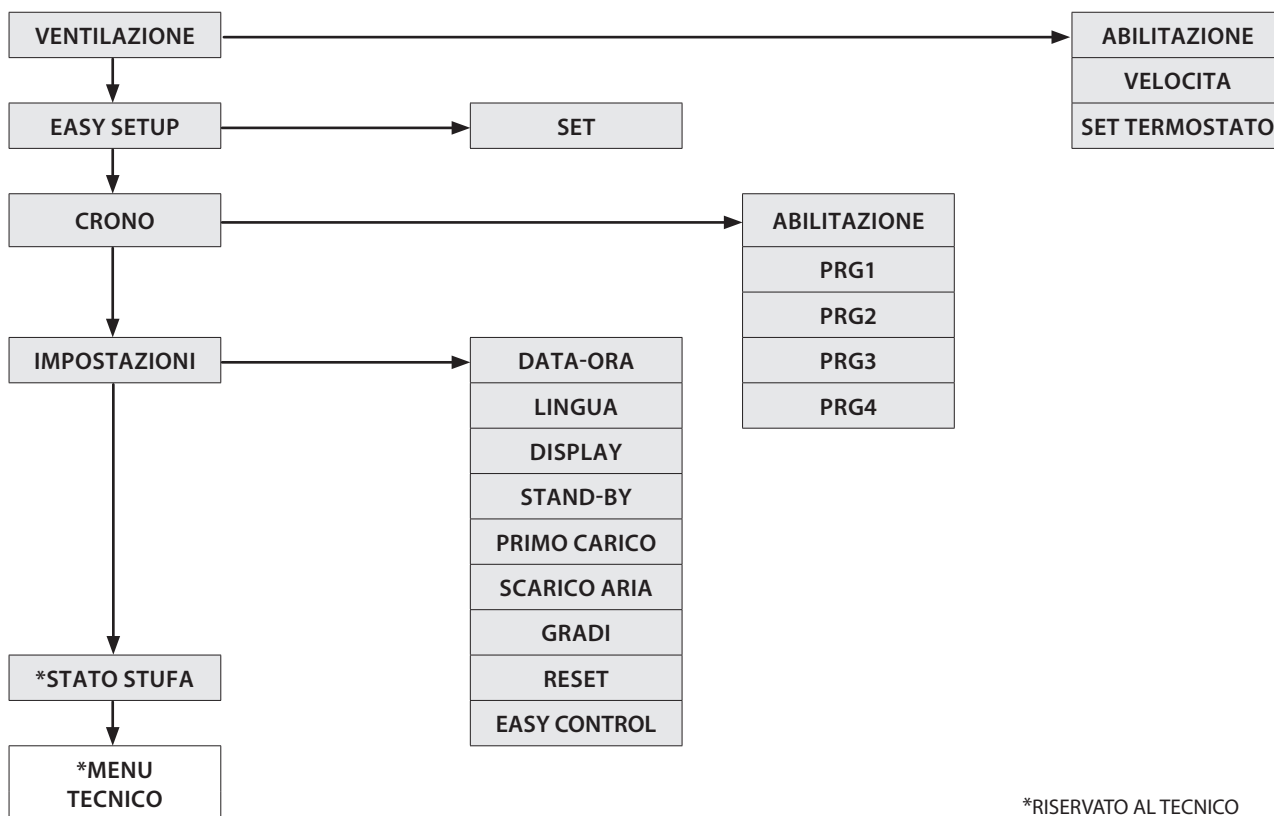 VENTILAZIONE
ABILITAZIONE
VELOCITA
SET TERMOSTATO
EASY SETUP
SET
CRONO
ABILITAZIONE
PRG1
PRG2
PRG3
PRG4
IMPOSTAZIONI
DATA-ORA
LINGUA
DISPLAY
STAND-BY
PRIMO CARICO
SCARICO ARIA
GRADI
RESET
EASY CONTROL
*STATO STUFA
*MENU
TECNICO
*RISERVATO AL TECNICO